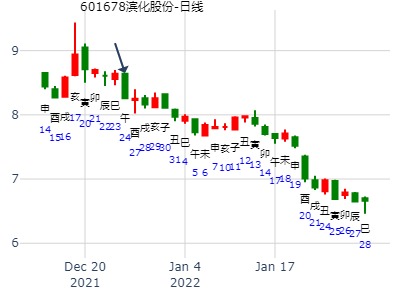 601678滨化股份-日线
9
8
7
6
申 酉 戌 亥 寅 卯 辰 巳 午 酉 戌 亥 子 丑 巳 午 未 申 亥 子 丑 寅 卯 午 未 申 酉 戌 丑 寅 卯 辰 巳
14 15 16 17 20 21 22 23 24 27 28 29 30 31 4 5 6 7 10 11 12 13 14 17 18 19 20 21 24 25 26 27 28
Dec 20 Jan 4 Jan 17
2021 2022